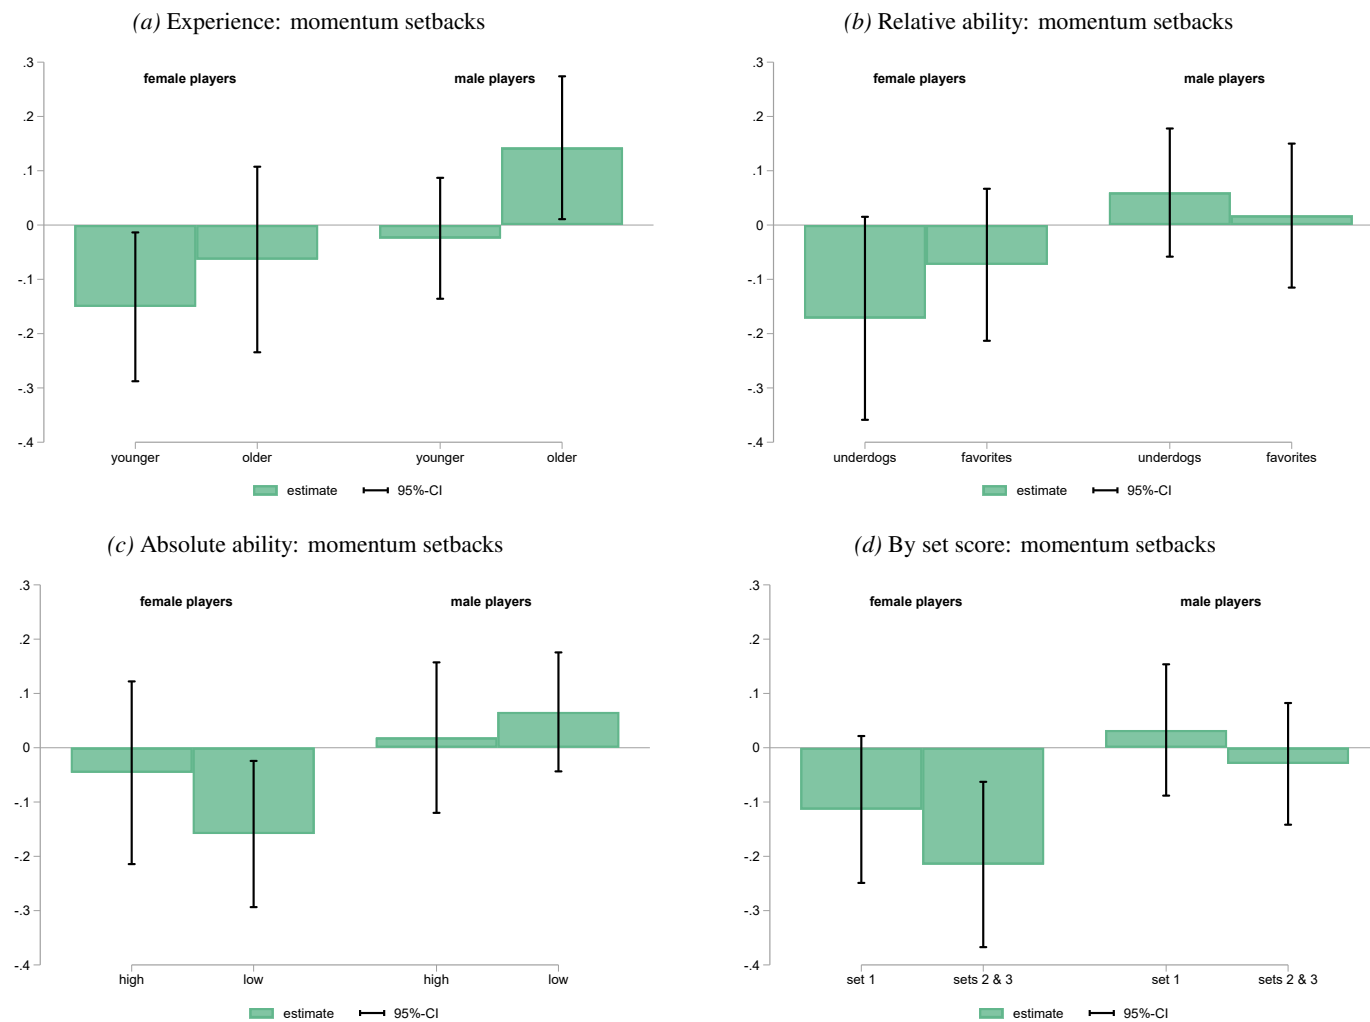 (a) Experience: momentum setbacks
.3
.2
.1
0
-.1
-.2
-.3
-.4
female players
male players
younger
older
younger
older
estimate
95%-CI
(b) Relative ability: momentum setbacks
.3
.2
.1
0
-.1
-.2
-.3
-.4
female players
male players
underdogs
favorites
underdogs
favorites
estimate
95%-CI
(c) Absolute ability: momentum setbacks
.3
.2
.1
0
-.1
-.2
-.3
-.4
female players
male players
high
low
high
low
estimate
95%-CI
(d) By set score: momentum setbacks
.3
.2
.1
0
-.1
-.2
-.3
-.4
female players
male players
set 1
sets 2 & 3
set 1
sets 2 & 3
estimate
95%-CI